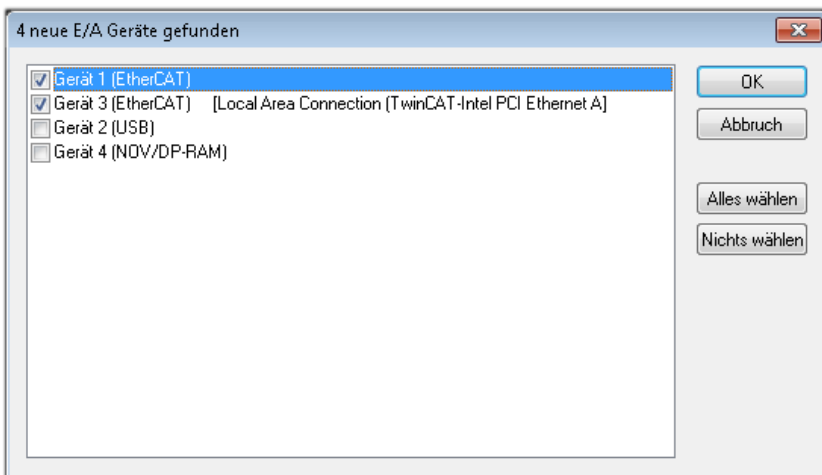 4 neue E/A Geräte gefunden
Gerät 1 (EtherCAT)
Gerät 3 (EtherCAT) [Local Area Connection (TwinCAT-Intel PCI Ethernet A]
Gerät 2 (USB)
Gerät 4 (NOV/DP-RAM)
OK
Abbruch
Alles wählen
Nichts wählen